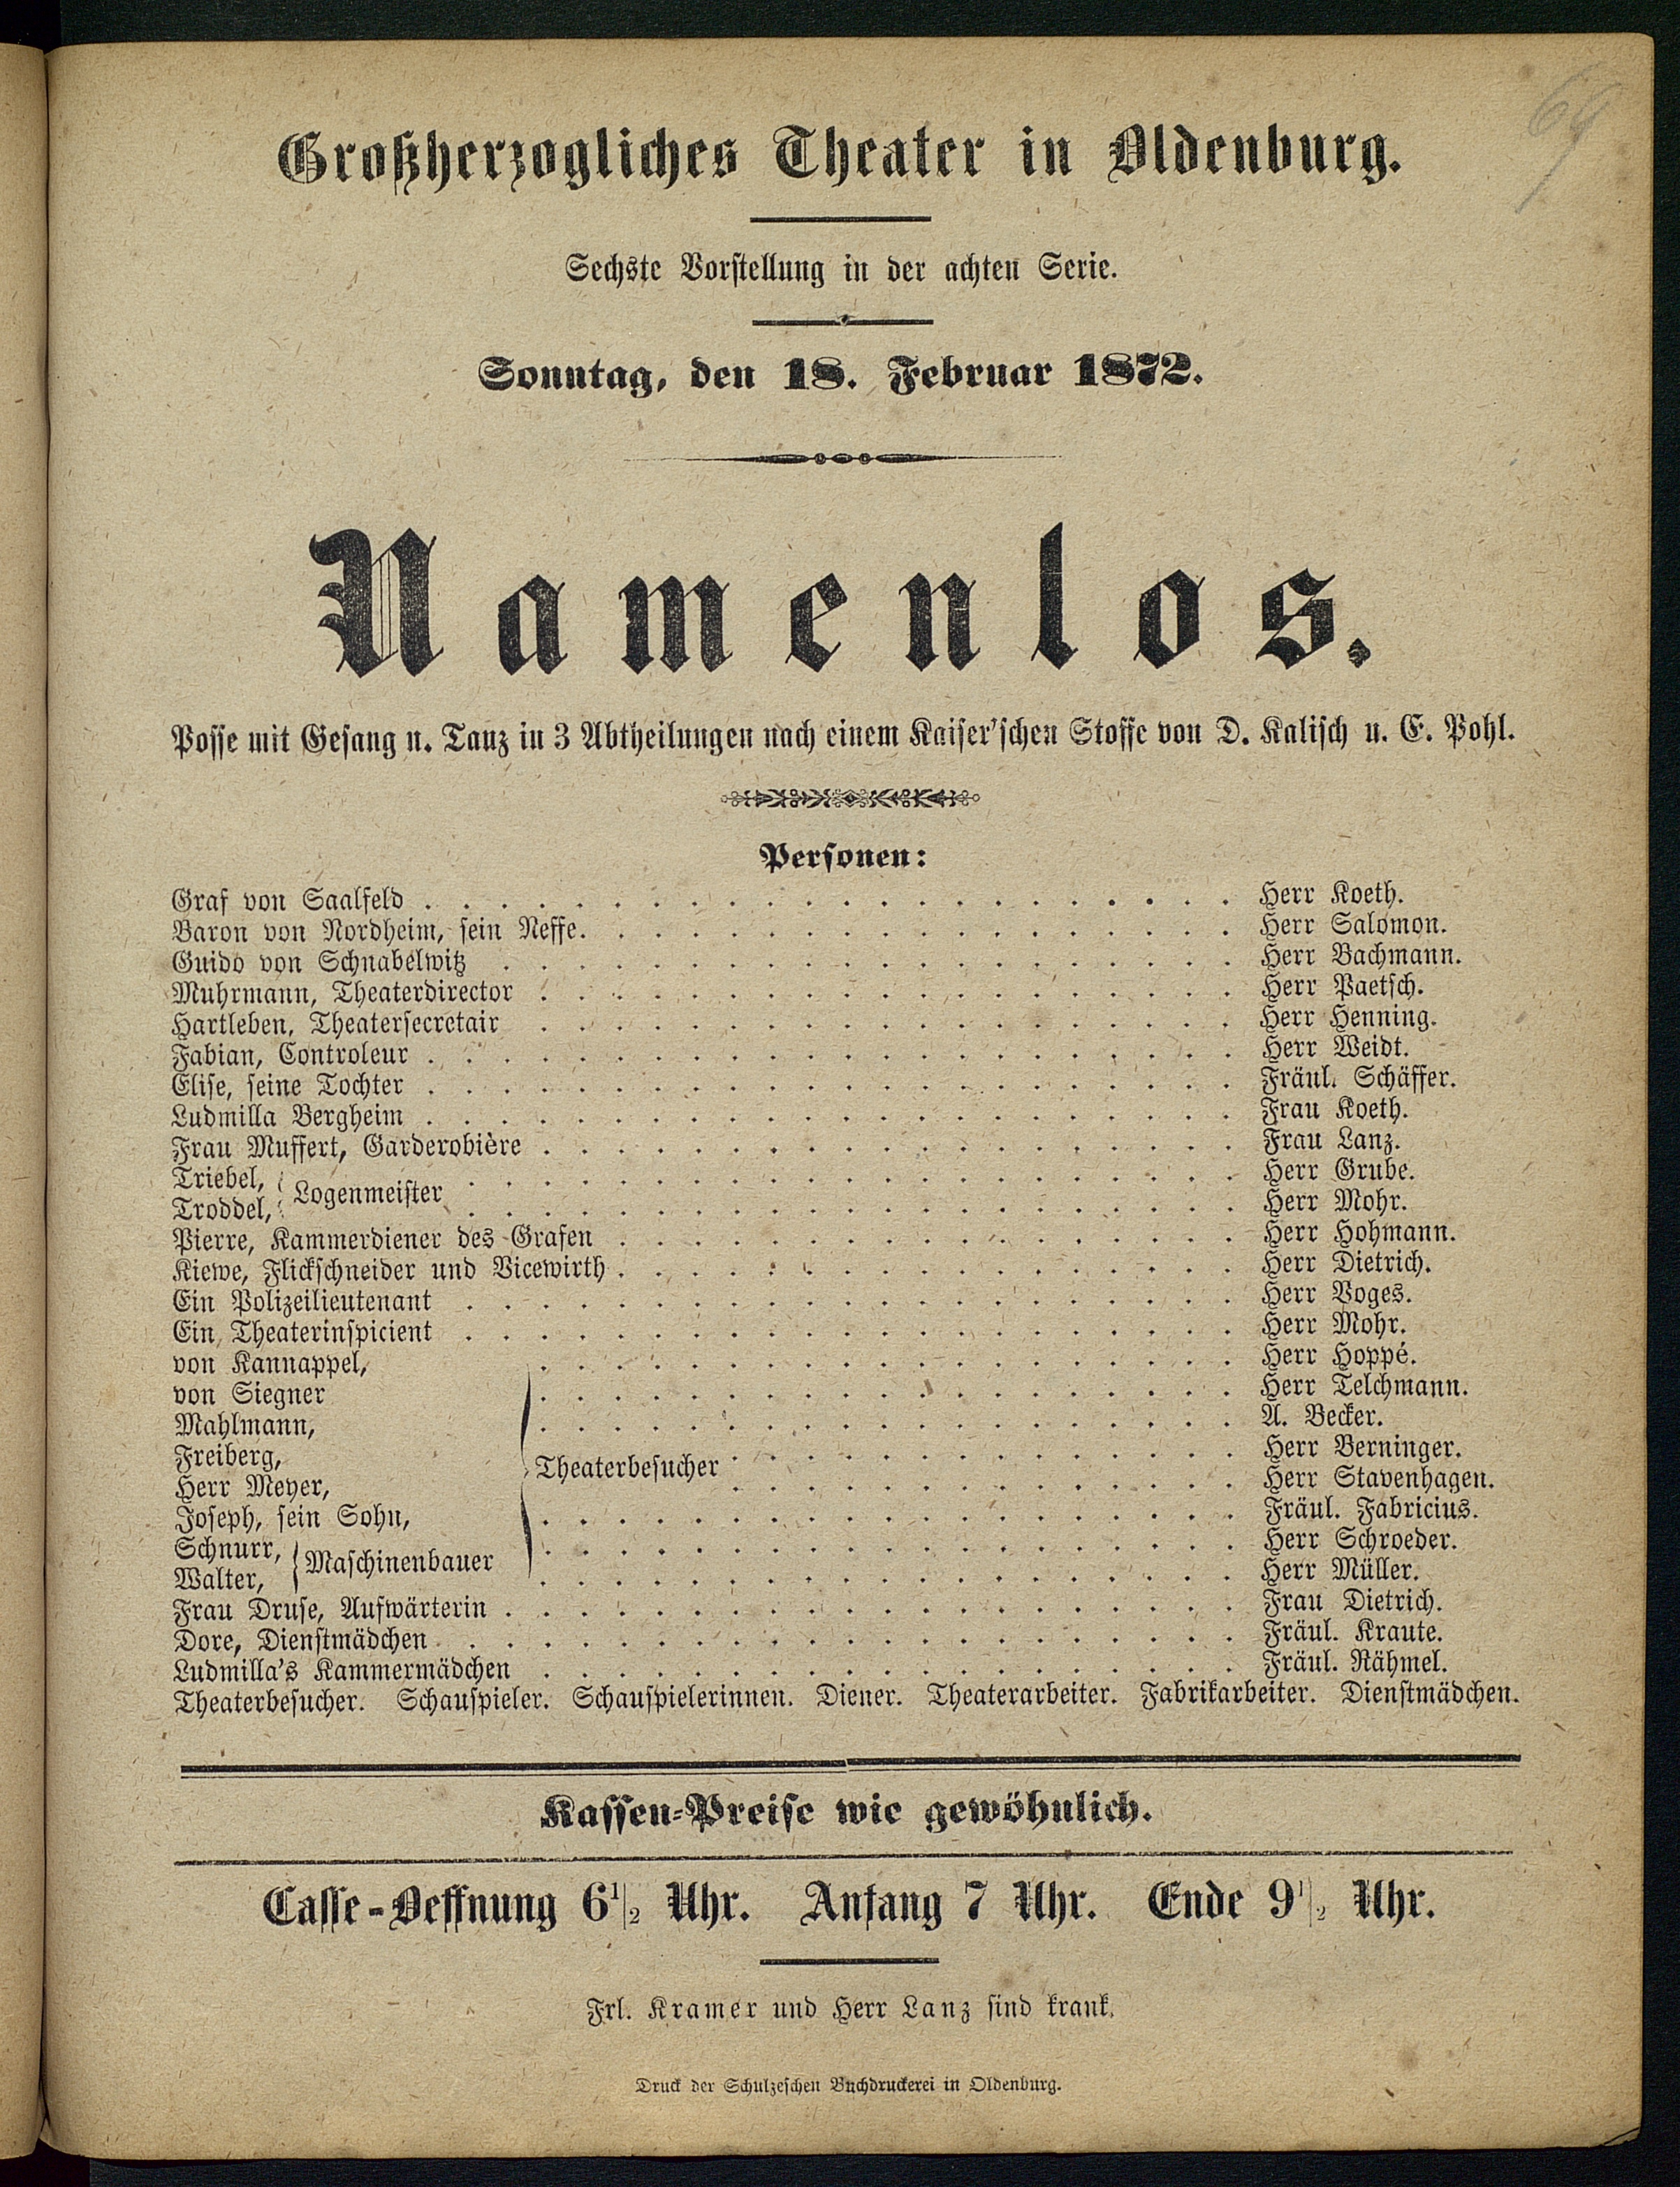 69
Großherzogliches Theater in Oldenburg.
Sechste Vorstellung in der achten Serie.
Sonntag, den 18. Februar 1872.
Namenlos.
Posse mit Gesang u. Tanz in 3 Abtheilungen nach einem Kaiser'schen Stoffe von D. Kalisch u. E. Pohl.
Personen:
Graf von Saalfeld . . . . . Herr Koeth.
Baron von Nordheim, sein Neffe. . . . . . Herr Salomon.
Guido von Schnabelwitz . . . . . Herr Bachmann.
Muhrmann, Theaterdirector . . . . . Herr Paetsch.
Hartleben, Theatersecretair . . . . . Herr Henning.
Fabian, Controleur . . . . . Herr Weidt.
Elise, seine Tochter . . . . . Fräul. Schäffer.
Ludmilla Bergheim . . . . . Frau Koeth.
Frau Muffert, Garderobière . . . . . Frau Lanz.
Triebel, . . . . . Herr Grube.
Logenmeister
Troddel, . . . . . Herr Mohr.
Pierre, Kammerdiener des Grafen . . . . . Herr Hohmann.
Kiewe, Flickschneider und Vicewirth . . . . . Herr Dietrich.
Ein Polizeilieutenant . . . . . Herr Voges.
Ein Theaterinspicient . . . . . Herr Mohr.
von Kannappel, . . . . . Herr Hoppé.
von Siegner . . . . . Herr Telchmann.
Mahlmann, . . . . . A. Becker.
Freiberg, . . . . . Herr Berninger.
Theaterbesucher
Herr Meyer, . . . . . Herr Stavenhagen.
Joseph, sein Sohn, . . . . . Fräul. Fabricius.
Schnurr, . . . . . Herr Schroeder.
Maschinenbauer
Walter, . . . . . Herr Müller.
Frau Druse, Aufwärterin . . . . . Frau Dietrich.
Dore, Dienstmädchen . . . . . Fräul. Kraute.
Ludmilla's Kammermädchen . . . . . Fräul. Rähmel.
Theaterbesucher. Schauspieler. Schauspielerinnen. Diener. Theaterarbeiter. Fabrikarbeiter. Dienstmädchen.
Kassen-Preise wie gewöhnlich.
Casse-Oeffnung 6½ Uhr. Anfang 7 Uhr. Ende 9½ Uhr.
Frl. Kramer und Herr Lanz sind krank.
Druck der Schulzeschen Buchdruckerei in Oldenburg.